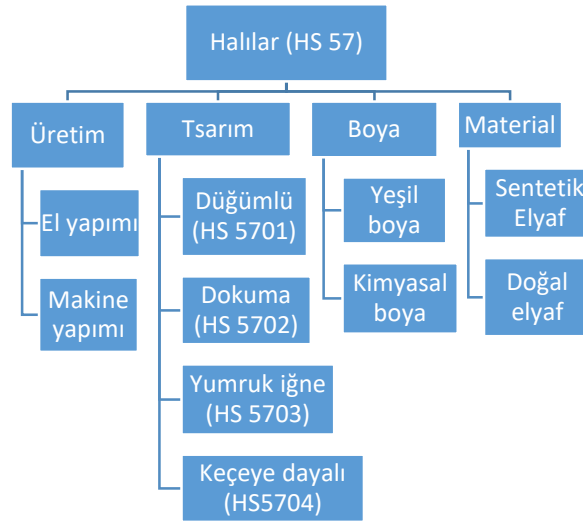 Halılar (HS 57)
Üretim
El yapımı
Makine
yapımı
Tsarım
Düğümlü
(HS 5701)
Dokuma
(HS 5702)
Yumruk iğne
(HS 5703)
Keçeye dayalı
(HS5704)
Boya
Yeşil
boya
Kimyasal
boya
Material
Sentetik
Elyaf
Doğal
elyaf